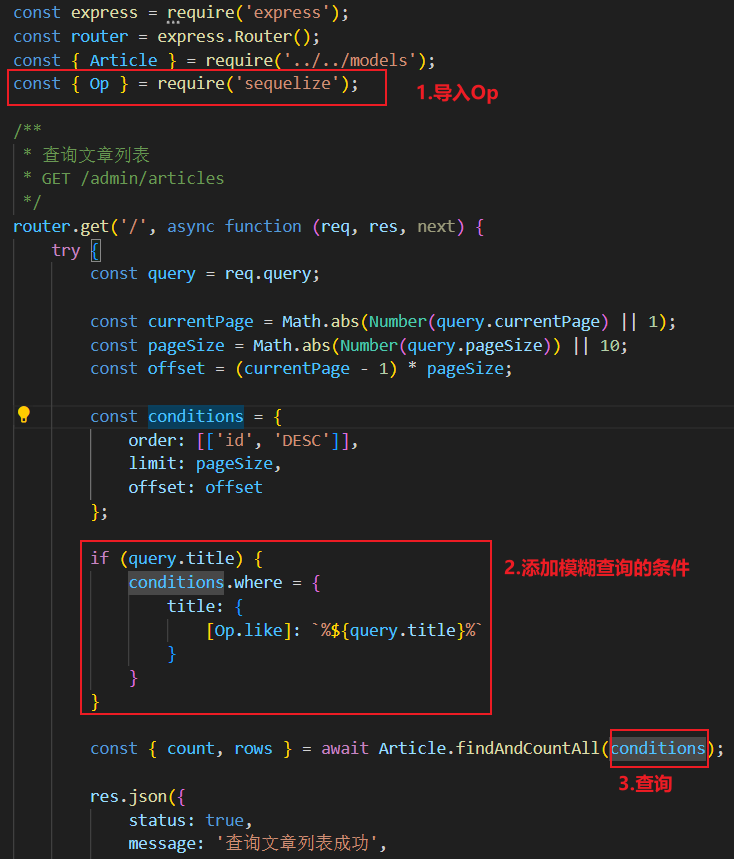 const express = require('express');
const router = express.Router();
const { Article } = require('../../models');
const { Op } = require('sequelize');
1.导入Op
/**
 * 查询文章列表
 * GET /admin/articles
 */
router.get('/', async function (req, res, next) {
    try {
        const query = req.query;
        const currentPage = Math.abs(Number(query.currentPage) || 1);
        const pageSize = Math.abs(Number(query.pageSize)) || 10;
        const offset = (currentPage - 1) * pageSize;
        const conditions = {
            order: [['id', 'DESC']],
            limit: pageSize,
            offset: offset
        };
        if (query.title) {
2.添加模糊查询的条件
            conditions.where = {
                title: {
                    [Op.like]: `%${query.title}%`
                }
            }
        }
        const { count, rows } = await Article.findAndCountAll(conditions);
3.查询
        res.json({
            status: true,
            message: '查询文章列表成功',